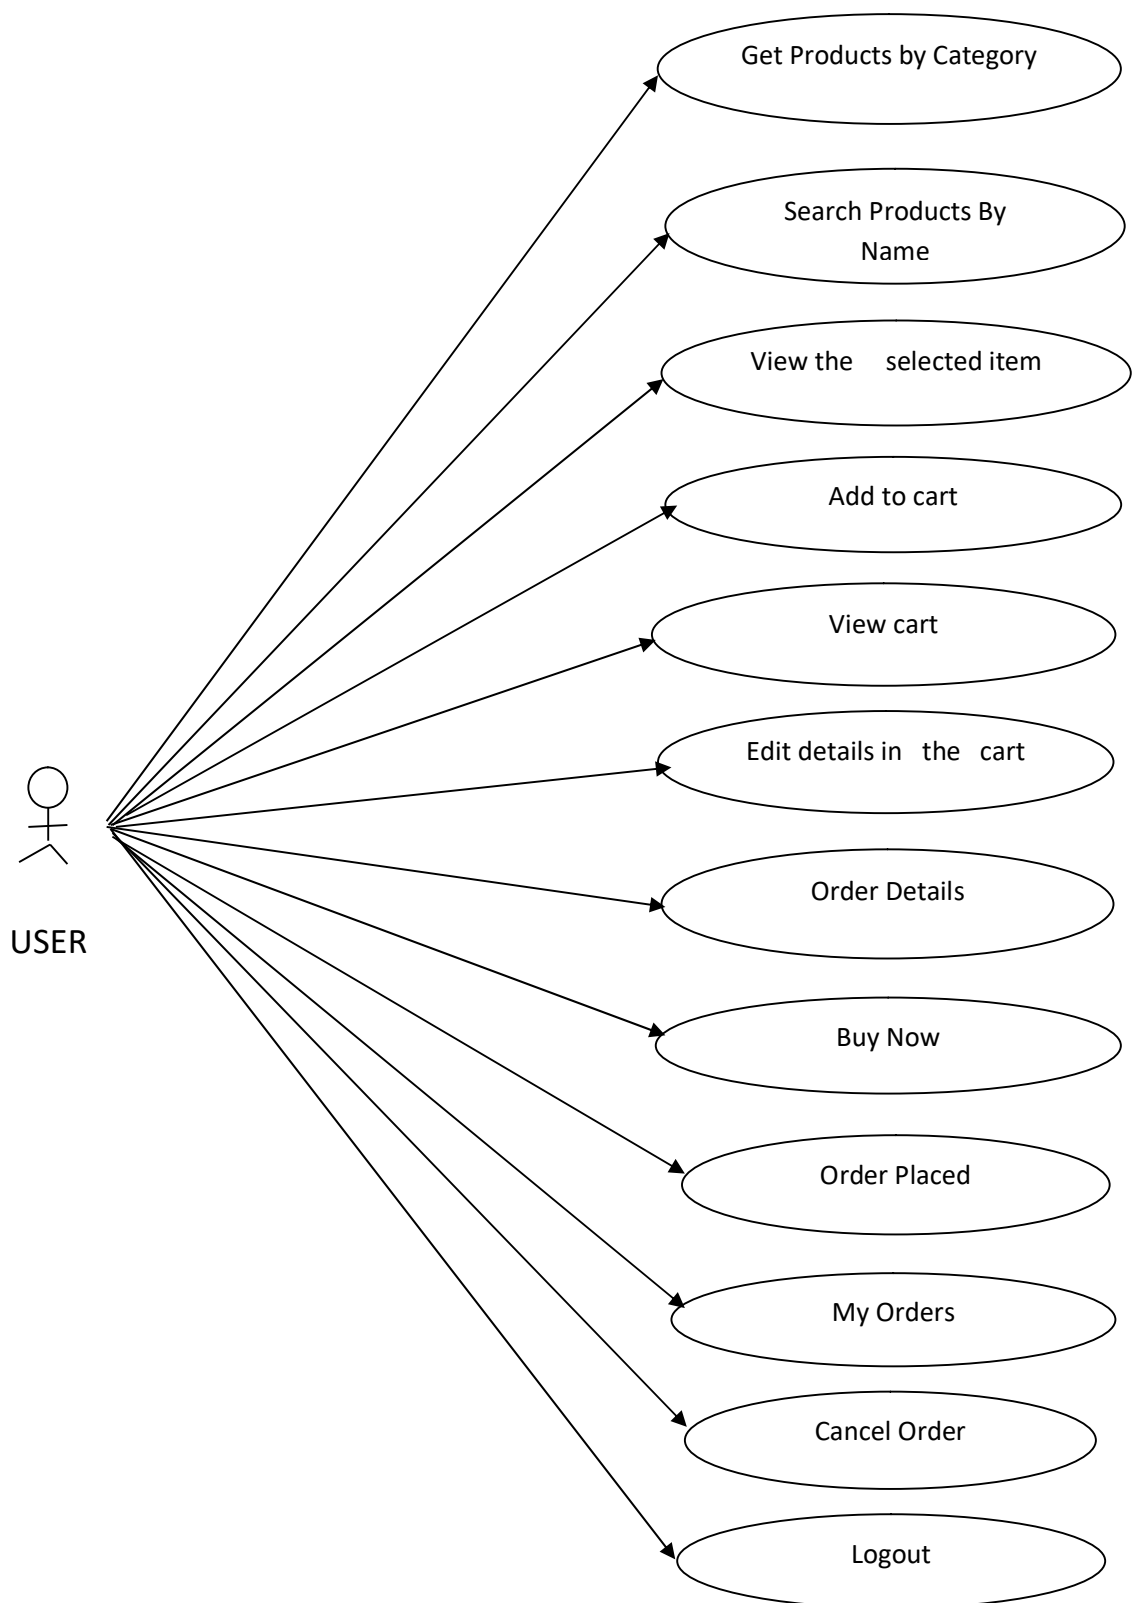 Get Products by Category
Search Products By
Name
View the selected item
Add to cart
View cart
Edit details in the cart
USER
Order Details
Buy Now
Order Placed
My Orders
Cancel Order
Logout